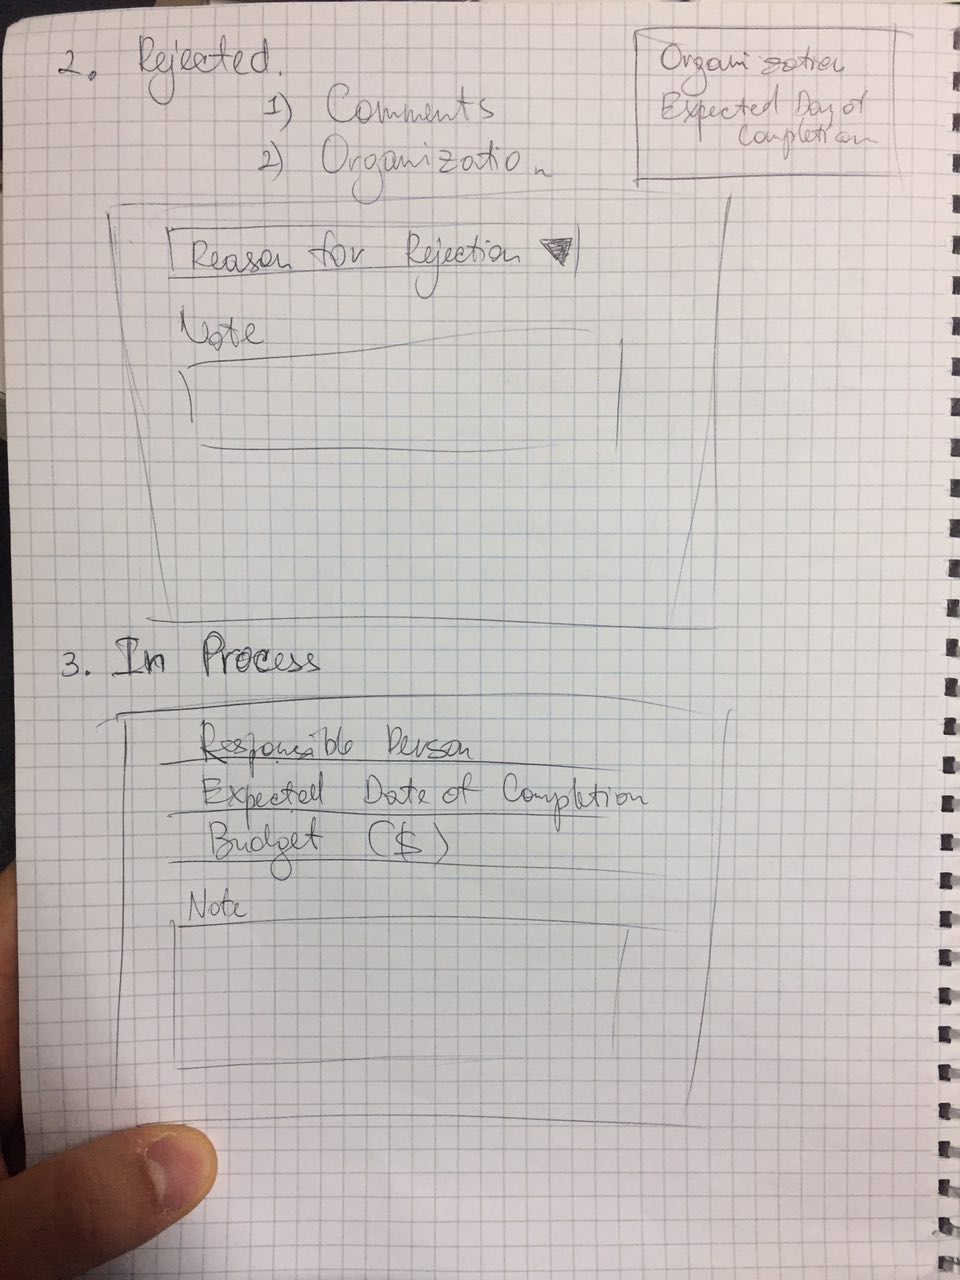 2. Rejected.
1) Comments
2) Organization
Organization
Expected Day of
Completion
Reason for Rejection
Note
3. In Process
Responsible Person
Expected Date of Completion
Budget ($)
Note